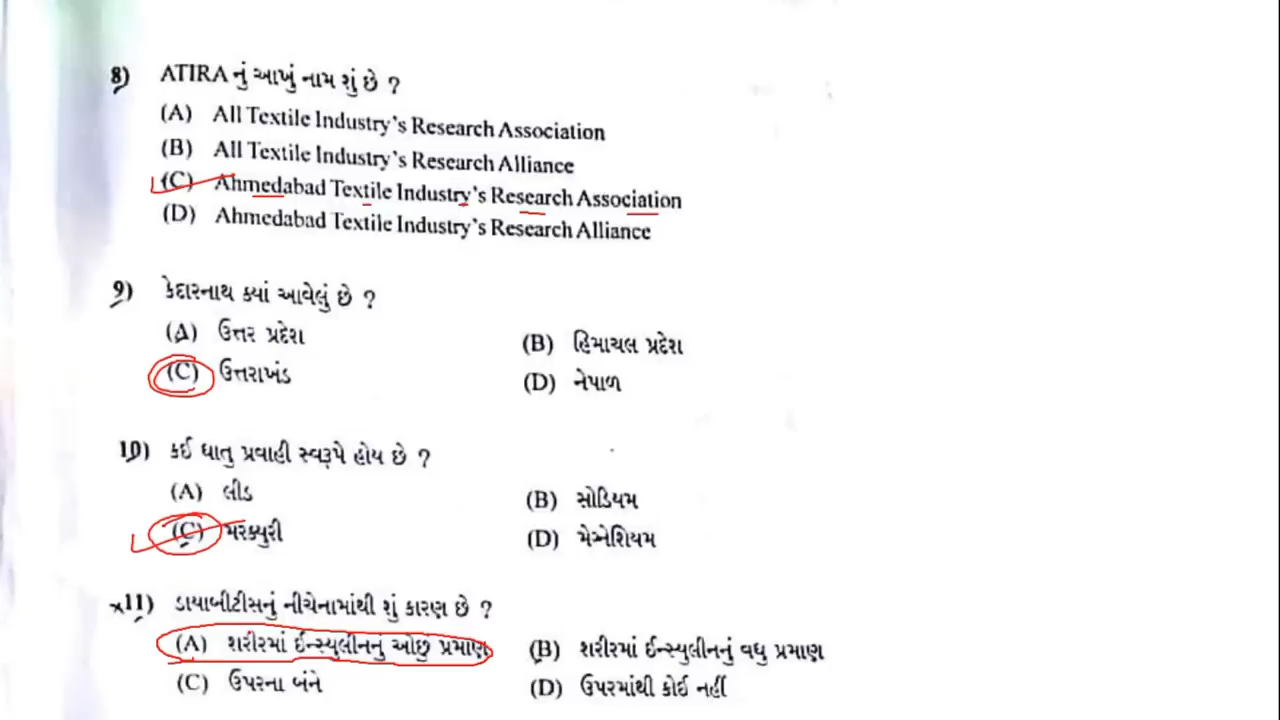 8) ATIRA નું આખું નામ શું છે ?
(A) All Textile Industry's Research Association
(B) All Textile Industry's Research Alliance
(C) Ahmedabad Textile Industry's Research Association
(D) Ahmedabad Textile Industry's Research Alliance
9) કેદારનાથ ક્યાં આવેલું છે ?
(A) ઉત્તર પ્રદેશ (B) હિમાચલ પ્રદેશ
(C) ઉત્તરાખંડ (D) નેપાળ
10) કઈ ધાતુ પ્રવાહી સ્વરૂપે હોય છે ?
(A) લીડ (B) સોડિયમ
(C) મરક્યુરી (D) મેગ્નેશિયમ
11) ડાયાબીટીસનું નીચેનામાંથી શું કારણ છે ?
(A) શરીરમાં ઈન્સ્યુલીનનુ ઓછુ પ્રમાણ (B) શરીરમાં ઈન્સ્યુલીનનું વધુ પ્રમાણ
(C) ઉપરના બંને (D) ઉપરમાંથી કોઈ નહીં